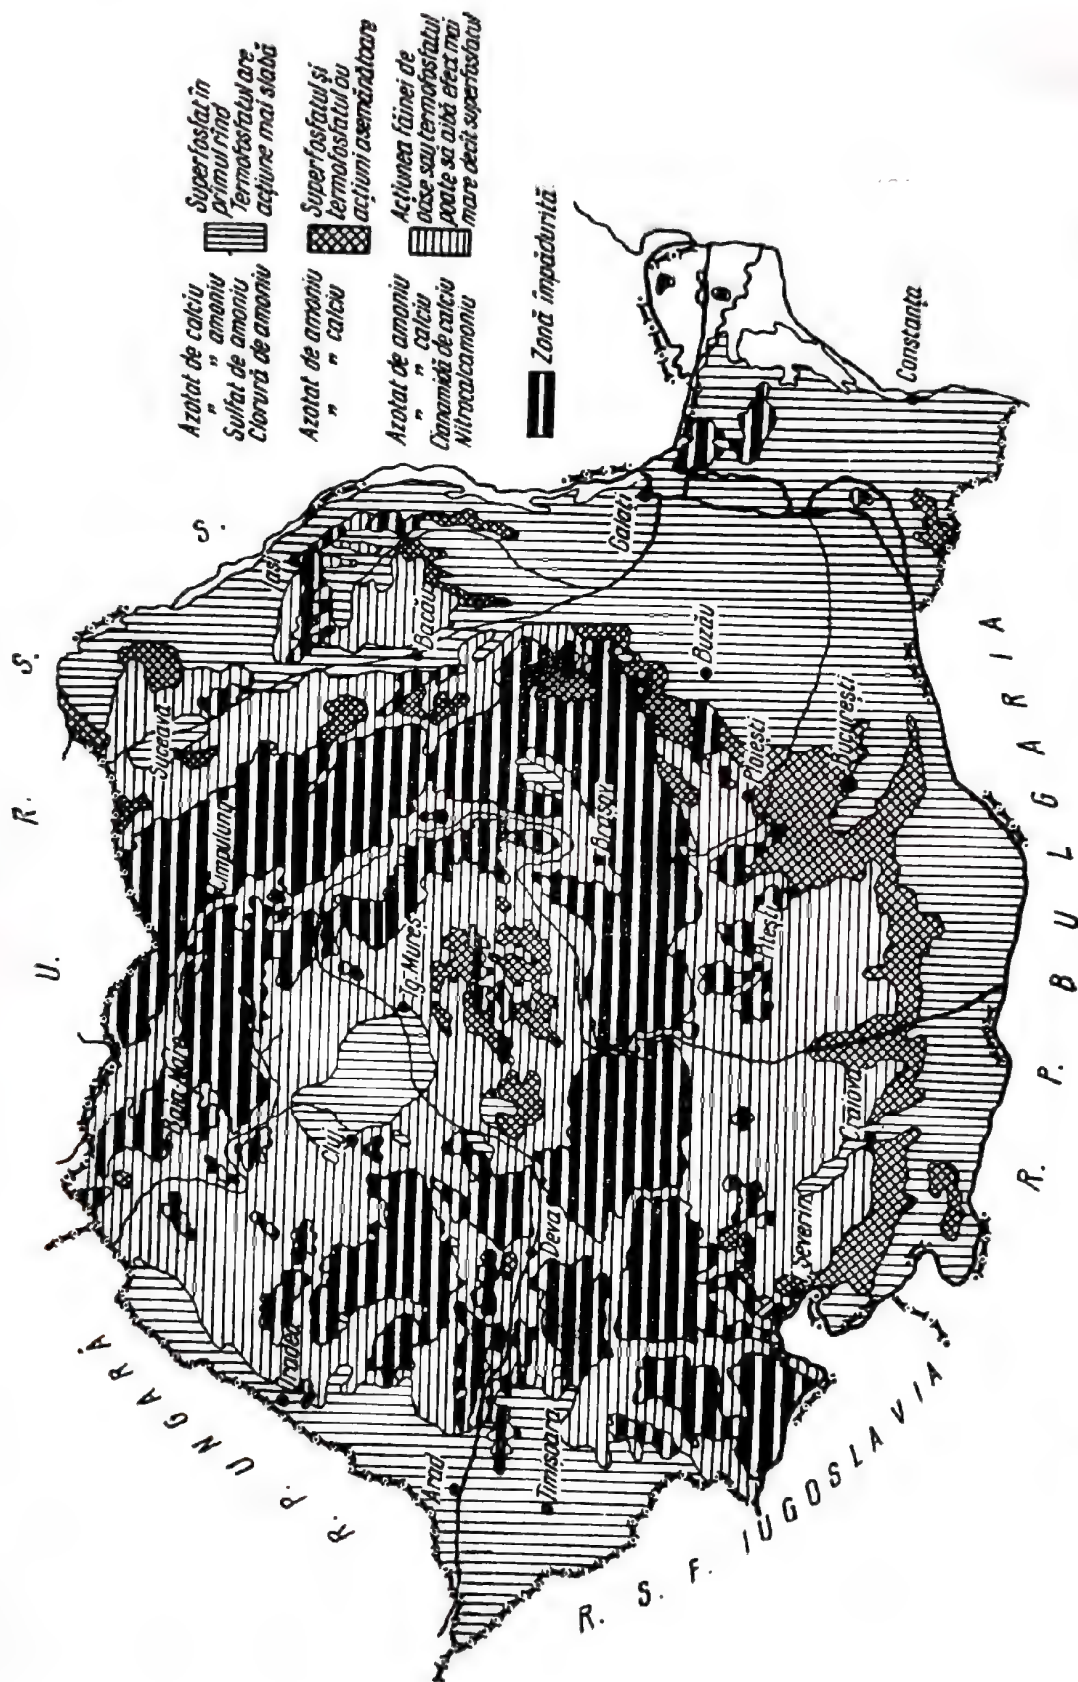 Azotat de calciu
" " amoniu
Sulfat de amoniu
Clorură de amoniu
Superfosfat în
primul rînd
Termofosfatul are
acțiune mai slabă
Azotat de amoniu
" " calciu
Superfosfatul și
termofosfatul cu
acțiuni asemănătoare
Azotat de amoniu
" " calciu
Cianamidă de calciu
Nitrocalcamoniu
Acțiunea făinei de
oase sau termofosfatul
poate să aibă efect mai
mare decît superfosfatul
Zonă împădurită
U. R. S. S.
R. P. UNGARĂ
R. S. F. IUGOSLAVIA
R. P. BULGARIA
Suceava
Iași
Cîmpulung
Baia Mare
Bacău
Tg. Mureș
Cluj
Oradea
Arad
Timișoara
Deva
Brașov
Galați
Buzău
Ploiești
București
Pitești
Craiova
Severin
Constanța